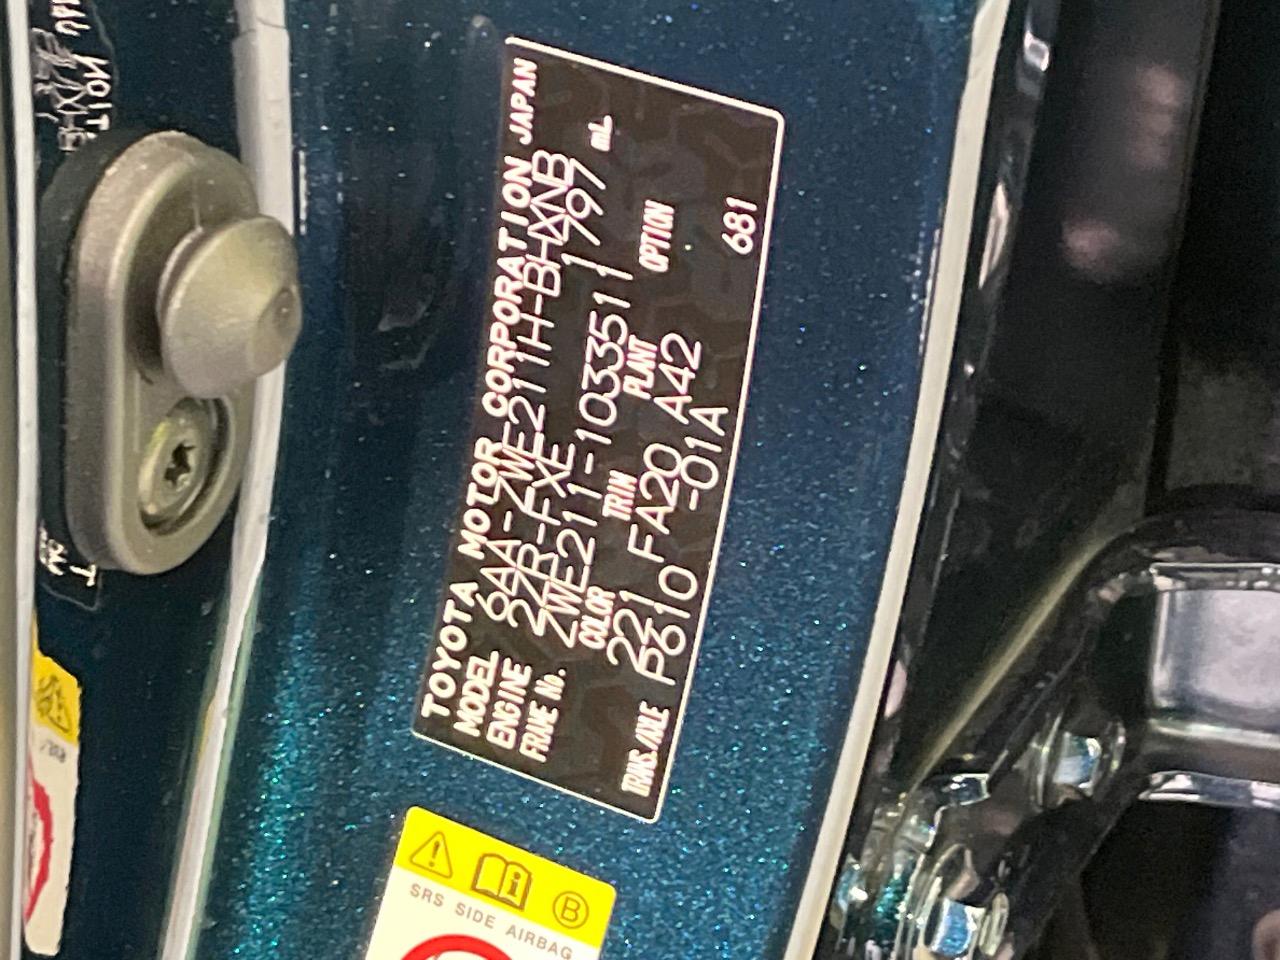 TOYOTA MOTOR CORPORATION JAPAN
MODEL 6AA-ZWE211H-BHXNB
ENGINE 2ZR-FXE 1797 mL
FRAME No. ZWE211-1033511
COLOR TRIM PLANT OPTION
221 FA20 A42
TRANS./AXLE P610 -01A 681
SRS SIDE AIRBAG
B